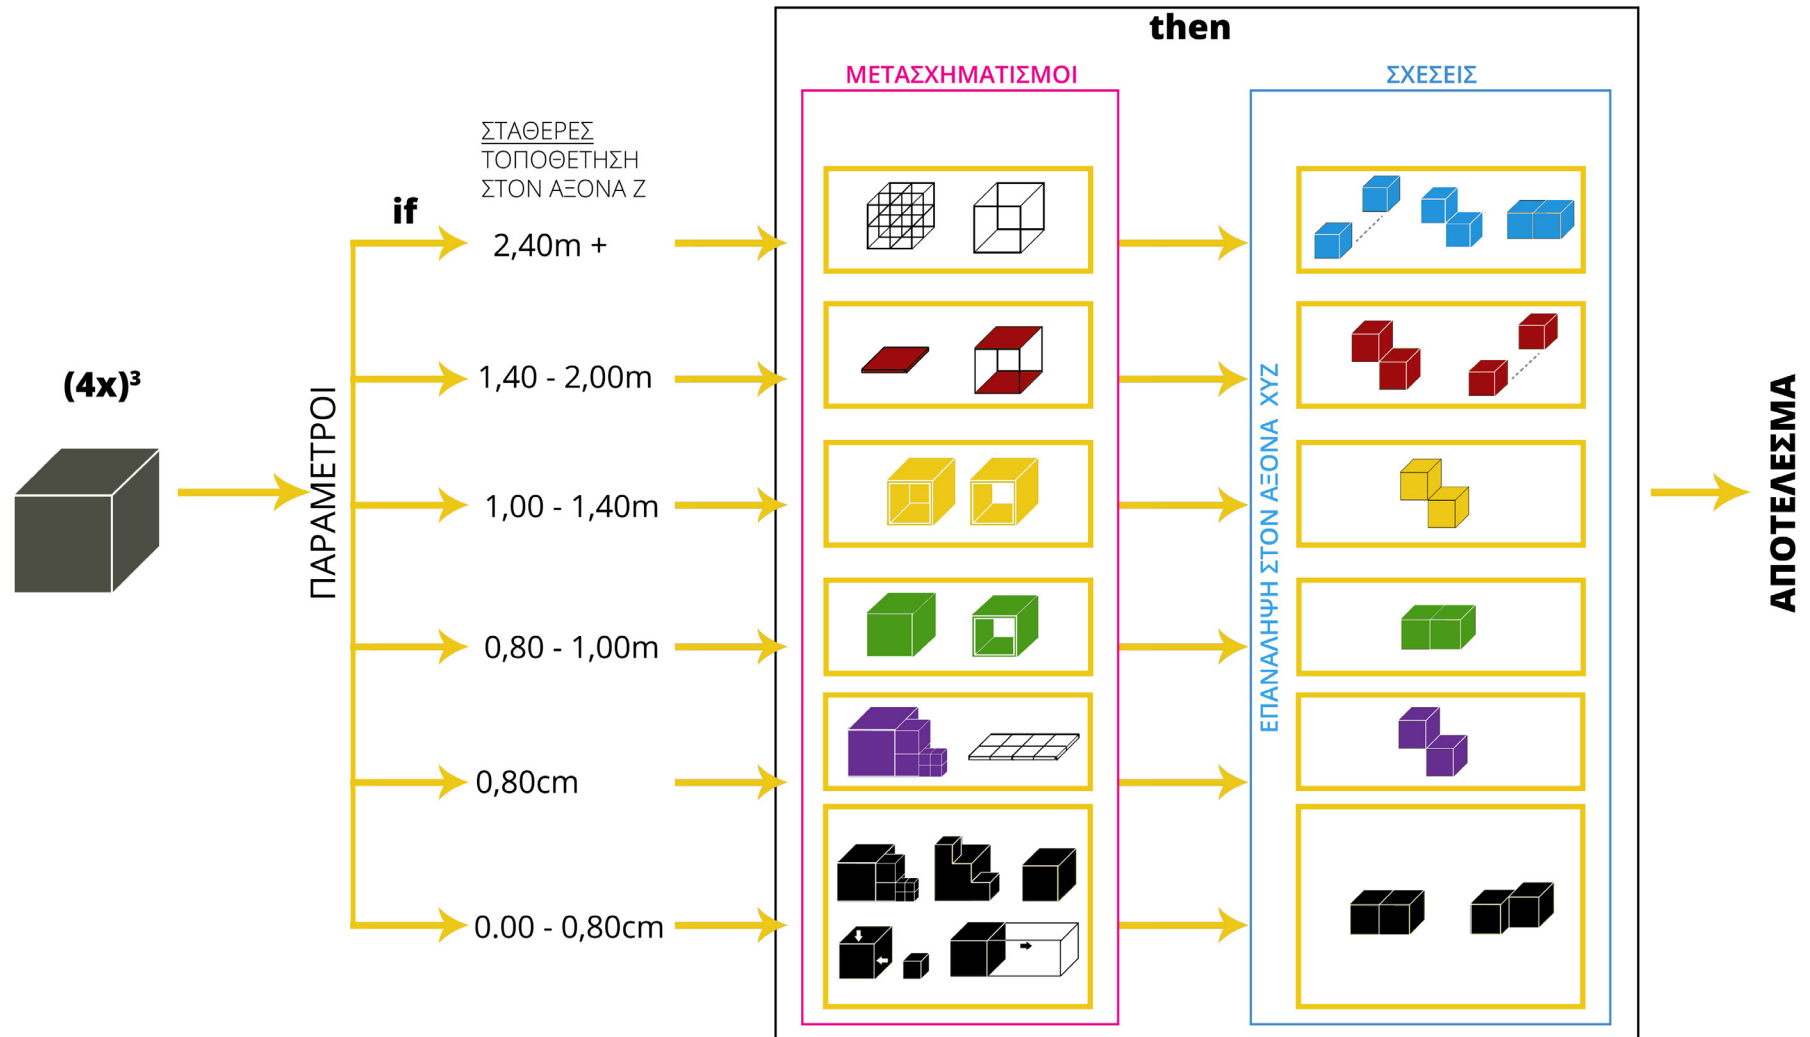 then
ΜΕΤΑΣΧΗΜΑΤΙΣΜΟΙ
ΣΧΕΣΕΙΣ
ΣΤΑΘΕΡΕΣ
ΤΟΠΟΘΕΤΗΣΗ
ΣΤΟΝ ΑΞΟΝΑ Ζ
if
2,40m +
1,40 - 2,00m
(4x)³
1,00 - 1,40m
ΠΑΡΑΜΕΤΡΟΙ
0,80 - 1,00m
0,80cm
0.00 - 0,80cm
ΕΠΑΝΑΛΗΨΗ ΣΤΟΝ ΑΞΟΝΑ ΧΥΖ
ΑΠΟΤΕΛΕΣΜΑ